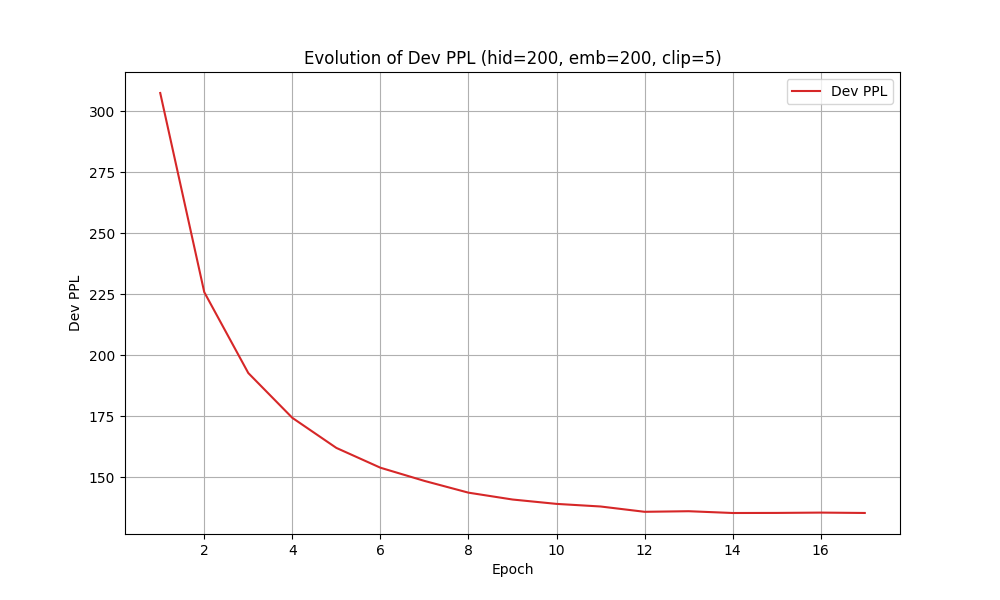 Evolution of Dev PPL (hid=200, emb=200, clip=5)
Dev PPL
300
275
250
225
200
175
150
Dev PPL
2 4 6 8 10 12 14 16
Epoch